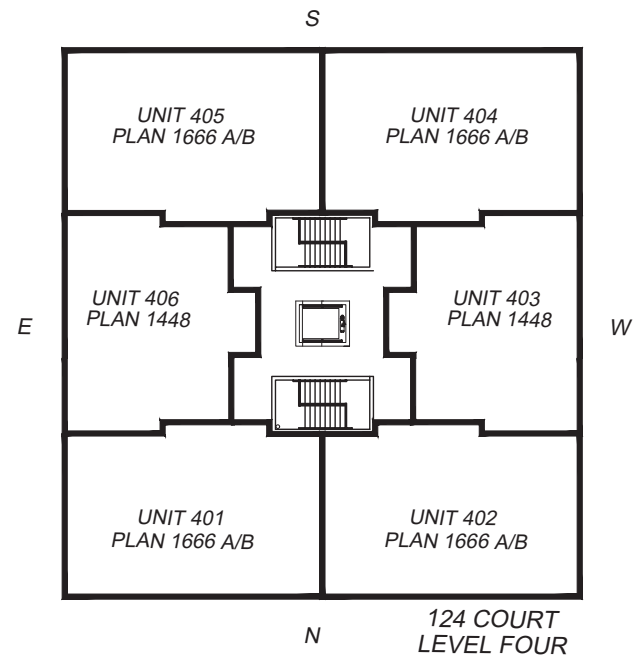 S
UNIT 405
PLAN 1666 A/B
UNIT 404
PLAN 1666 A/B
UNIT 406
PLAN 1448
UNIT 403
PLAN 1448
E
W
UNIT 401
PLAN 1666 A/B
UNIT 402
PLAN 1666 A/B
N
124 COURT
LEVEL FOUR